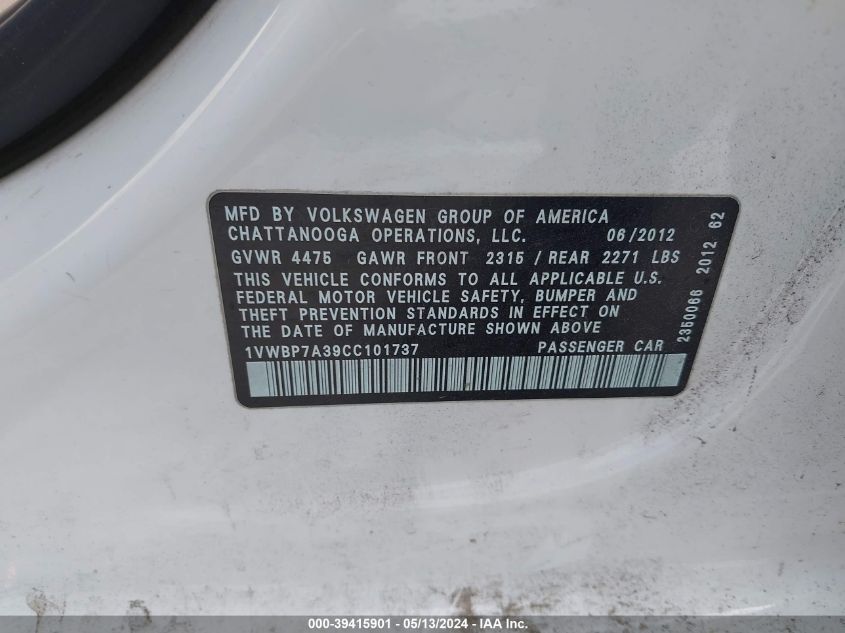 MFD BY VOLKSWAGEN GROUP OF AMERICA
CHATTANOOGA OPERATIONS, LLC. 06/2012
GVWR 4475 GAWR FRONT 2315 / REAR 2271 LBS
THIS VEHICLE CONFORMS TO ALL APPLICABLE U.S.
FEDERAL MOTOR VEHICLE SAFETY, BUMPER AND
THEFT PREVENTION STANDARDS IN EFFECT ON
THE DATE OF MANUFACTURE SHOWN ABOVE
1VWBP7A39CC101737 PASSENGER CAR
2350066 2012 62
000-39415901 - 05/13/2024 - IAA Inc.